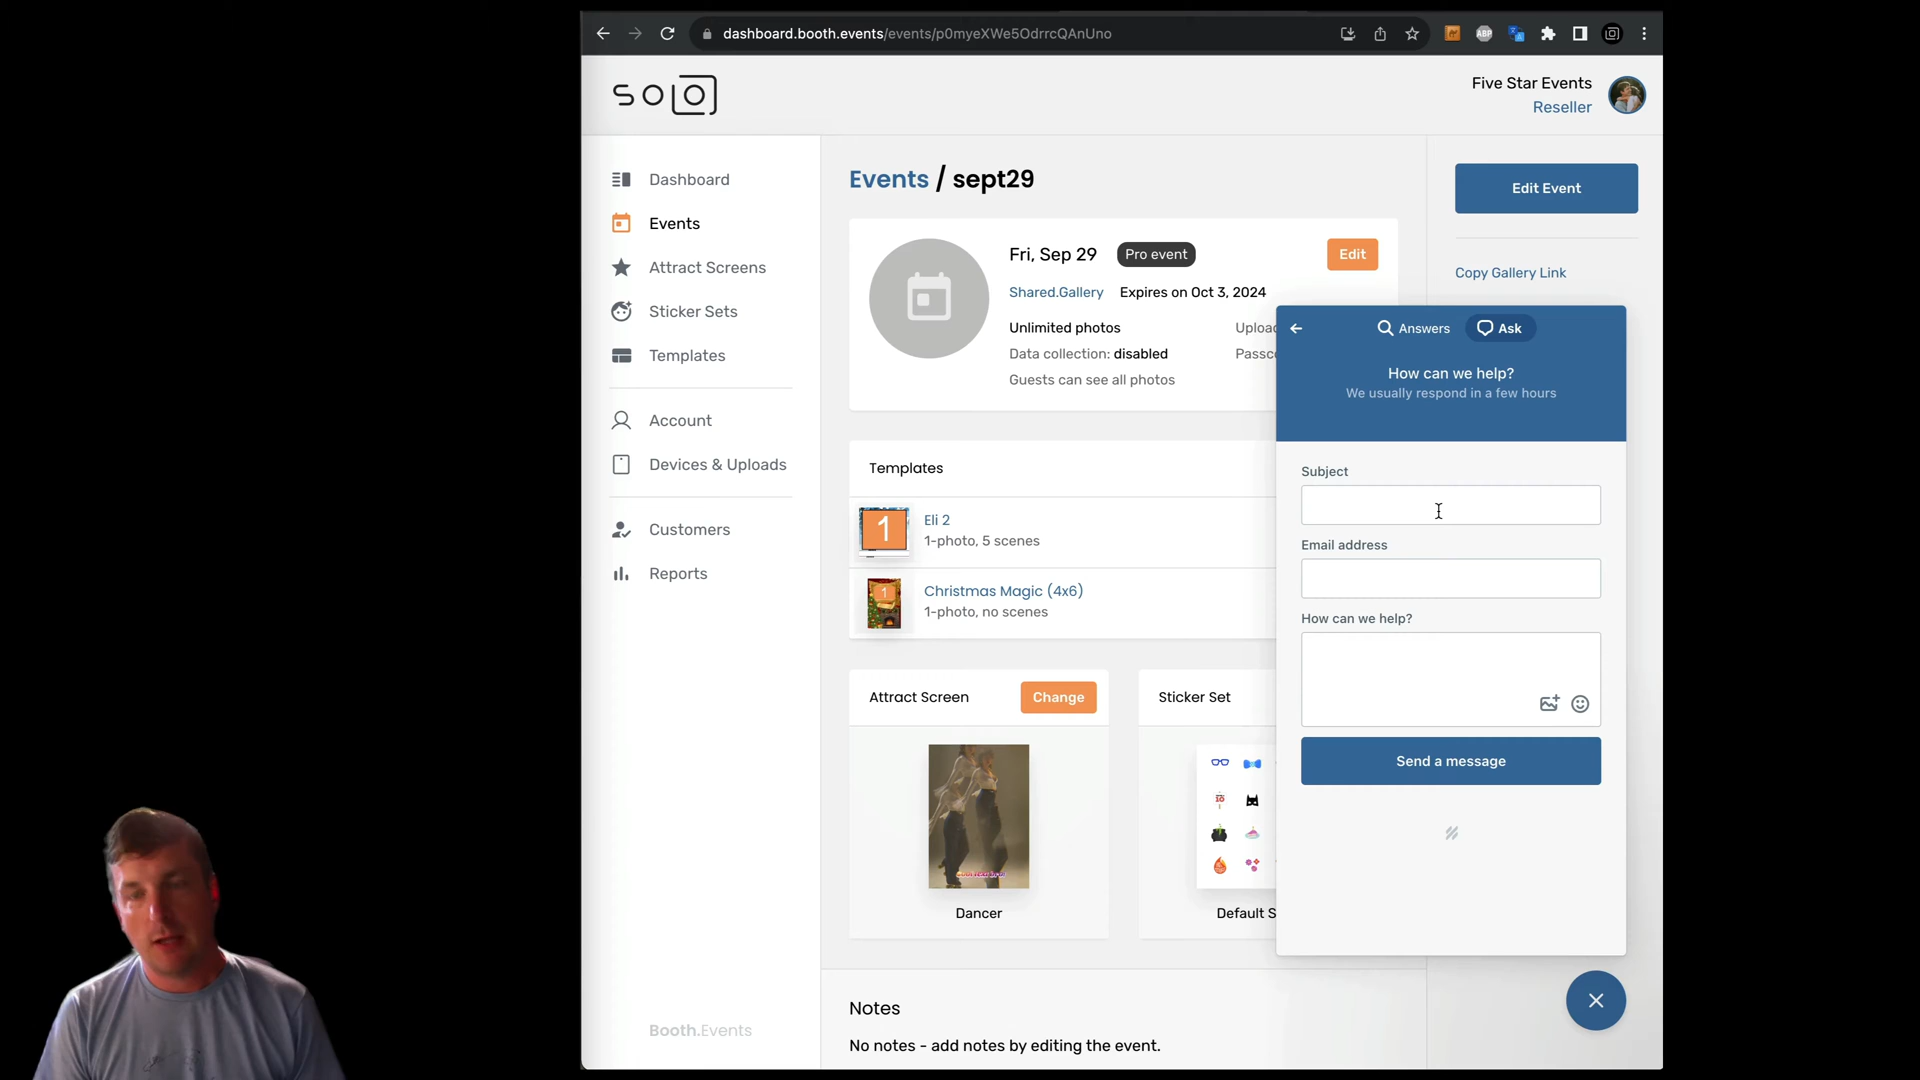 dashboard.booth.events/events/p0myeXWe5OdrrcQAnUno
ABP
SOLO
Five Star Events
Reseller
Dashboard
Events
Attract Screens
Sticker Sets
Templates
Account
Devices & Uploads
Customers
Reports
Booth.Events
Events / sept29
Fri, Sep 29
Pro event
Edit
Shared.Gallery
Expires on Oct 3, 2024
Unlimited photos
Data collection: disabled
Guests can see all photos
Templates
1
Eli 2
1-photo, 5 scenes
1
Christmas Magic (4x6)
1-photo, no scenes
Attract Screen
Change
Dancer
Sticker Set
Default S
Notes
No notes - add notes by editing the event.
Edit Event
Copy Gallery Link
Answers
Ask
How can we help?
We usually respond in a few hours
Subject
Email address
How can we help?
Send a message